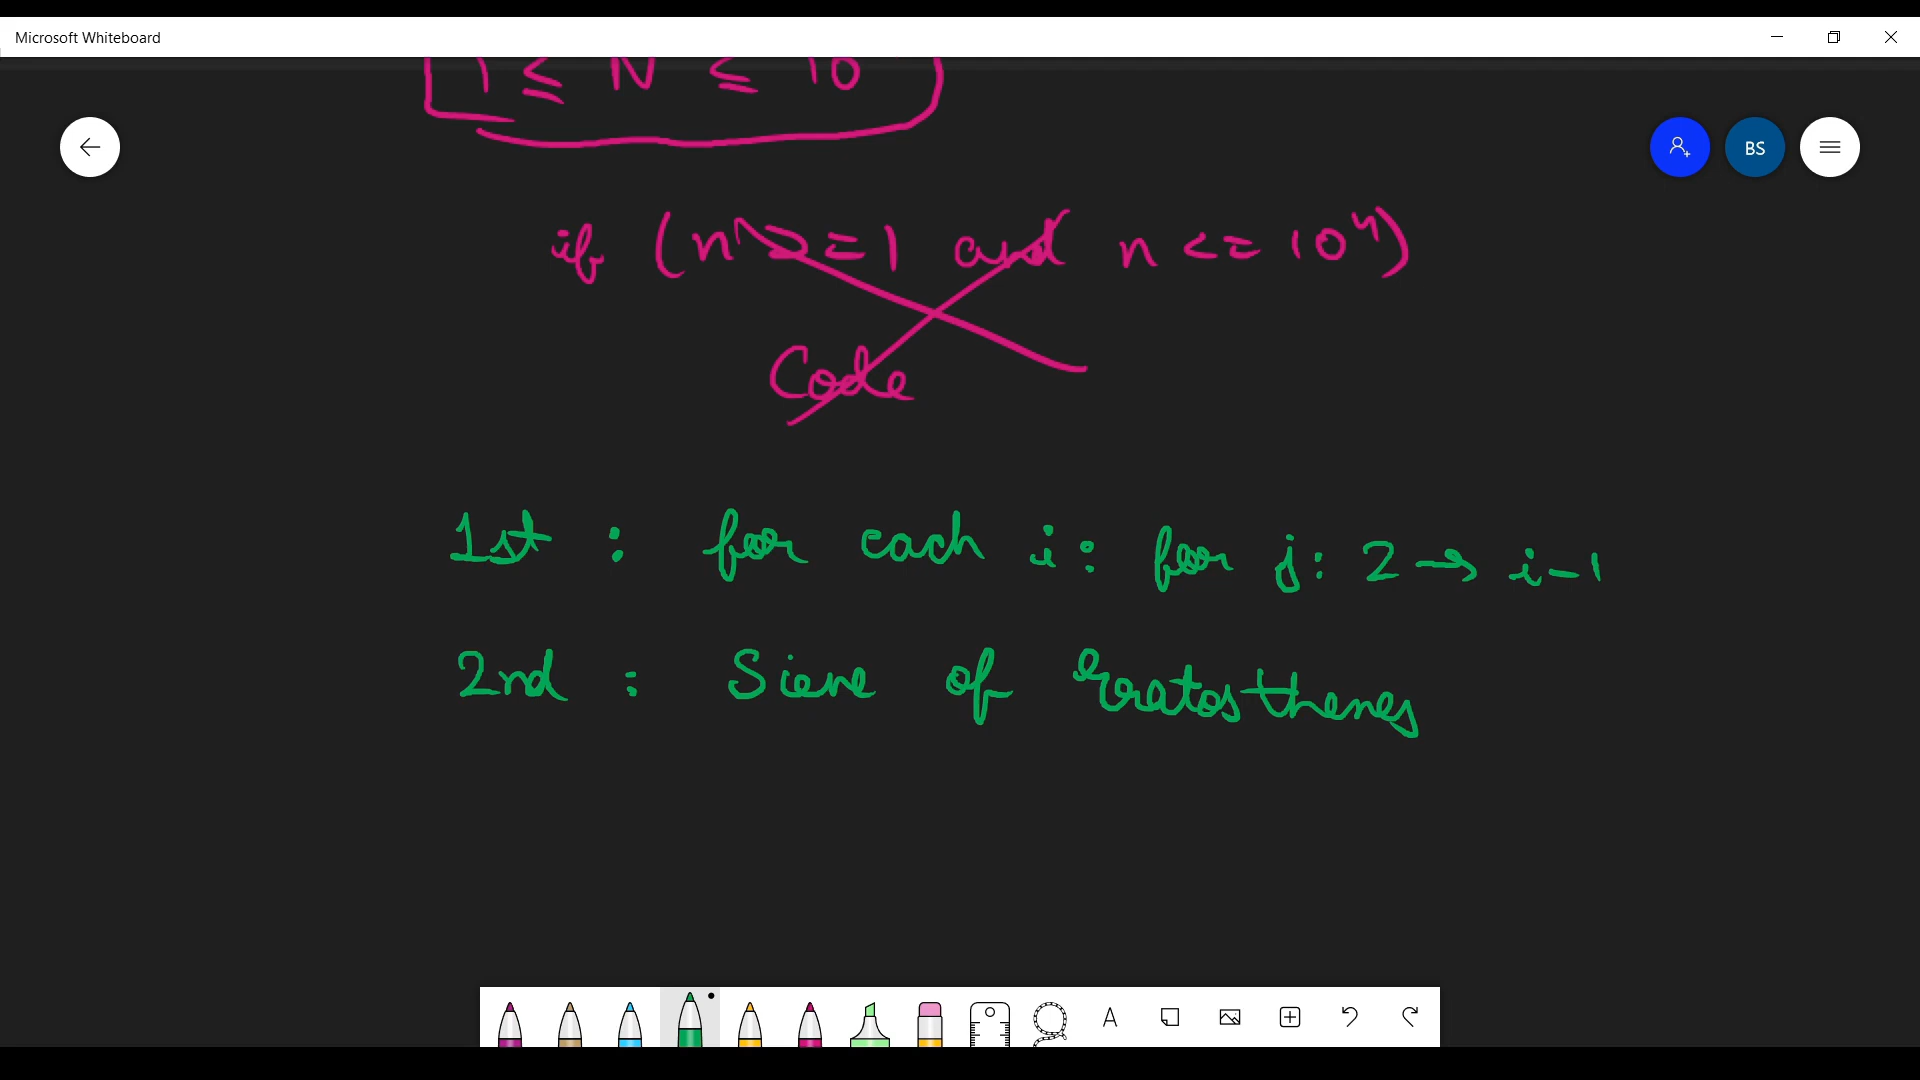 Microsoft Whiteboard
1 ≤ N ≤ 10
BS
if (n >= 1 and n <= 10⁴)
Code
1st : for each i : for j : 2 → i-1
2nd : Sieve of Eratosthenes
A